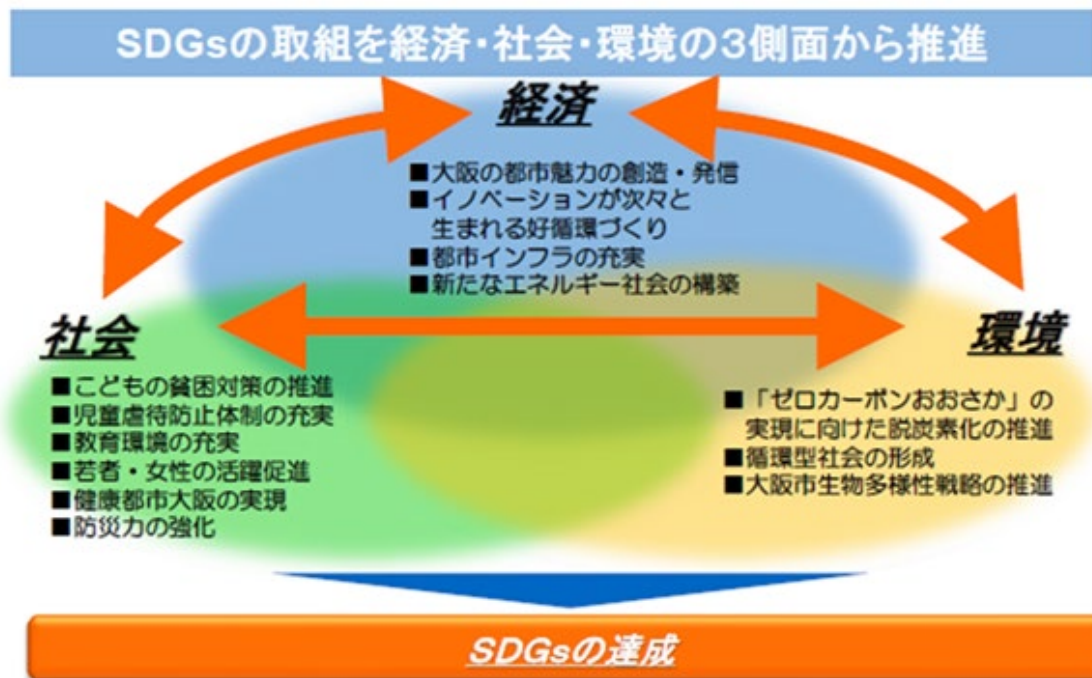 SDGsの取組を経済・社会・環境の3側面から推進
経済
■大阪の都市魅力の創造・発信
■イノベーションが次々と
生まれる好循環づくり
■都市インフラの充実
■新たなエネルギー社会の構築
社会
■こどもの貧困対策の推進
■児童虐待防止体制の充実
■教育環境の充実
■若者・女性の活躍促進
■健康都市大阪の実現
■防災力の強化
環境
■「ゼロカーボンおおさか」の
実現に向けた脱炭素化の推進
■循環型社会の形成
■大阪市生物多様性戦略の推進
SDGsの達成